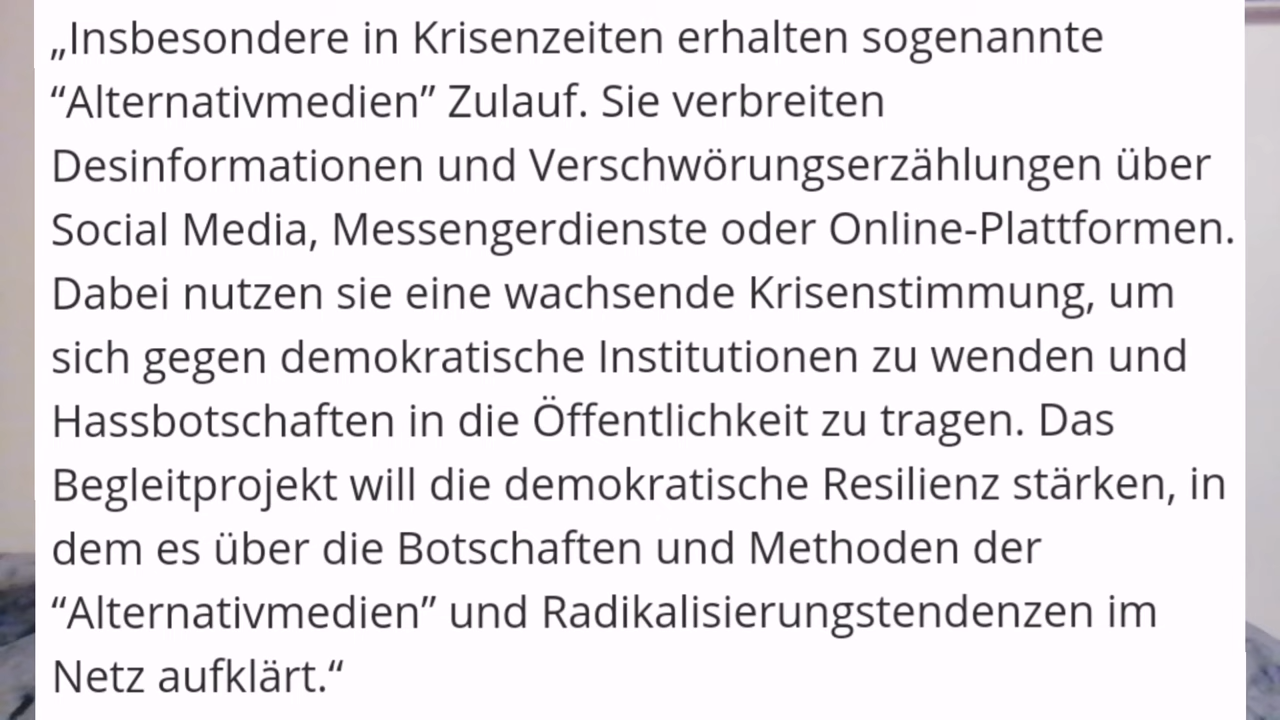 „Insbesondere in Krisenzeiten erhalten sogenannte
“Alternativmedien” Zulauf. Sie verbreiten
Desinformationen und Verschwörungserzählungen über
Social Media, Messengerdienste oder Online-Plattformen.
Dabei nutzen sie eine wachsende Krisenstimmung, um
sich gegen demokratische Institutionen zu wenden und
Hassbotschaften in die Öffentlichkeit zu tragen. Das
Begleitprojekt will die demokratische Resilienz stärken, in
dem es über die Botschaften und Methoden der
“Alternativmedien” und Radikalisierungstendenzen im
Netz aufklärt.“